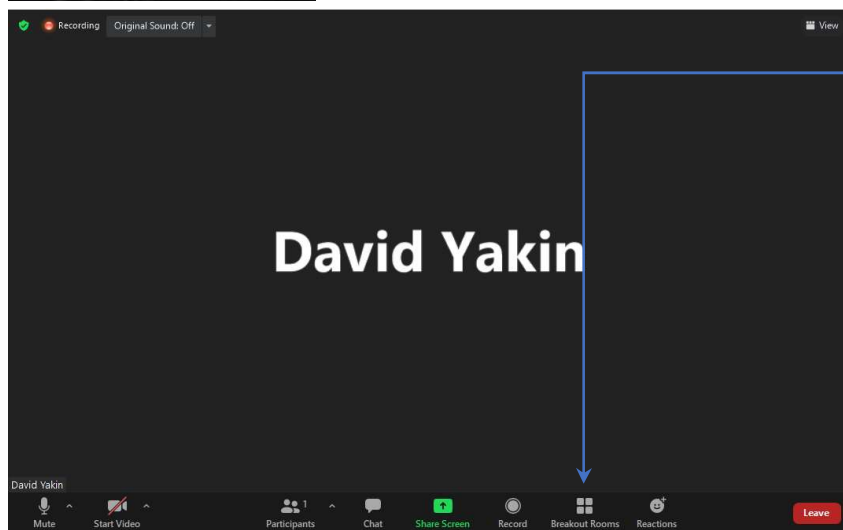 Recording Original Sound: Off View
David Yakin
David Yakin
1
Mute Start Video Participants Chat Share Screen Record Breakout Rooms Reactions Leave